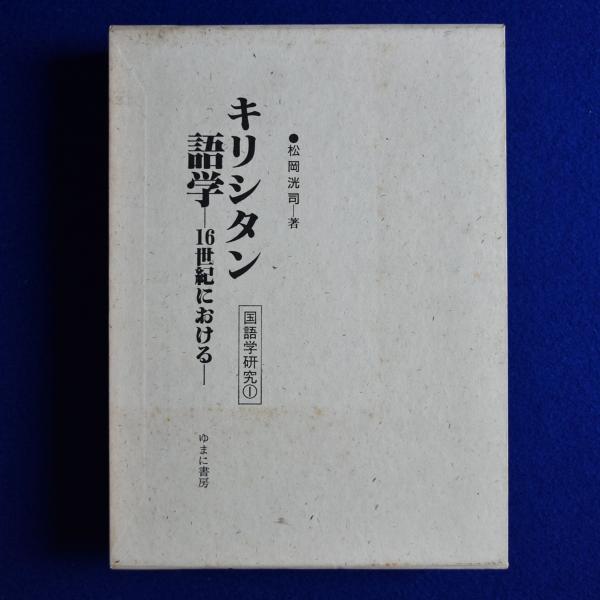 ●松岡洸司―著
キリシタン
語学―16世紀における―
国語学研究①
ゆまに書房